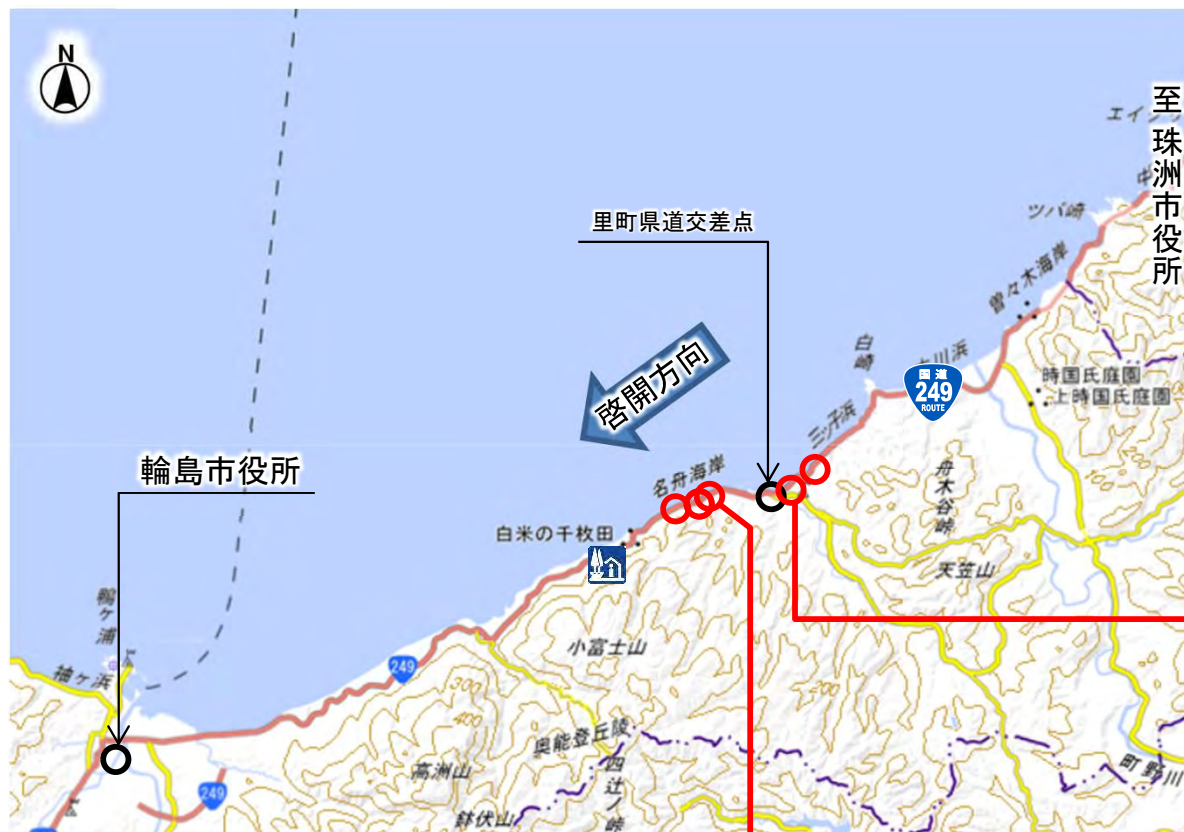 N
至
珠洲市役所
ツバ崎
里町県道交差点
曽々木海岸
啓開方向
白崎
国道
249
ROUTE
時国氏庭園
上時国氏庭園
三ッ子浜
名舟海岸
輪島市役所
舟木谷峠
白米の千枚田
天笠山
鴨ヶ浦
小富士山
袖ヶ浜
249
300
400
奥能登丘陵
四辻ノ峠
高洲山
町野川
249
鉢伏山